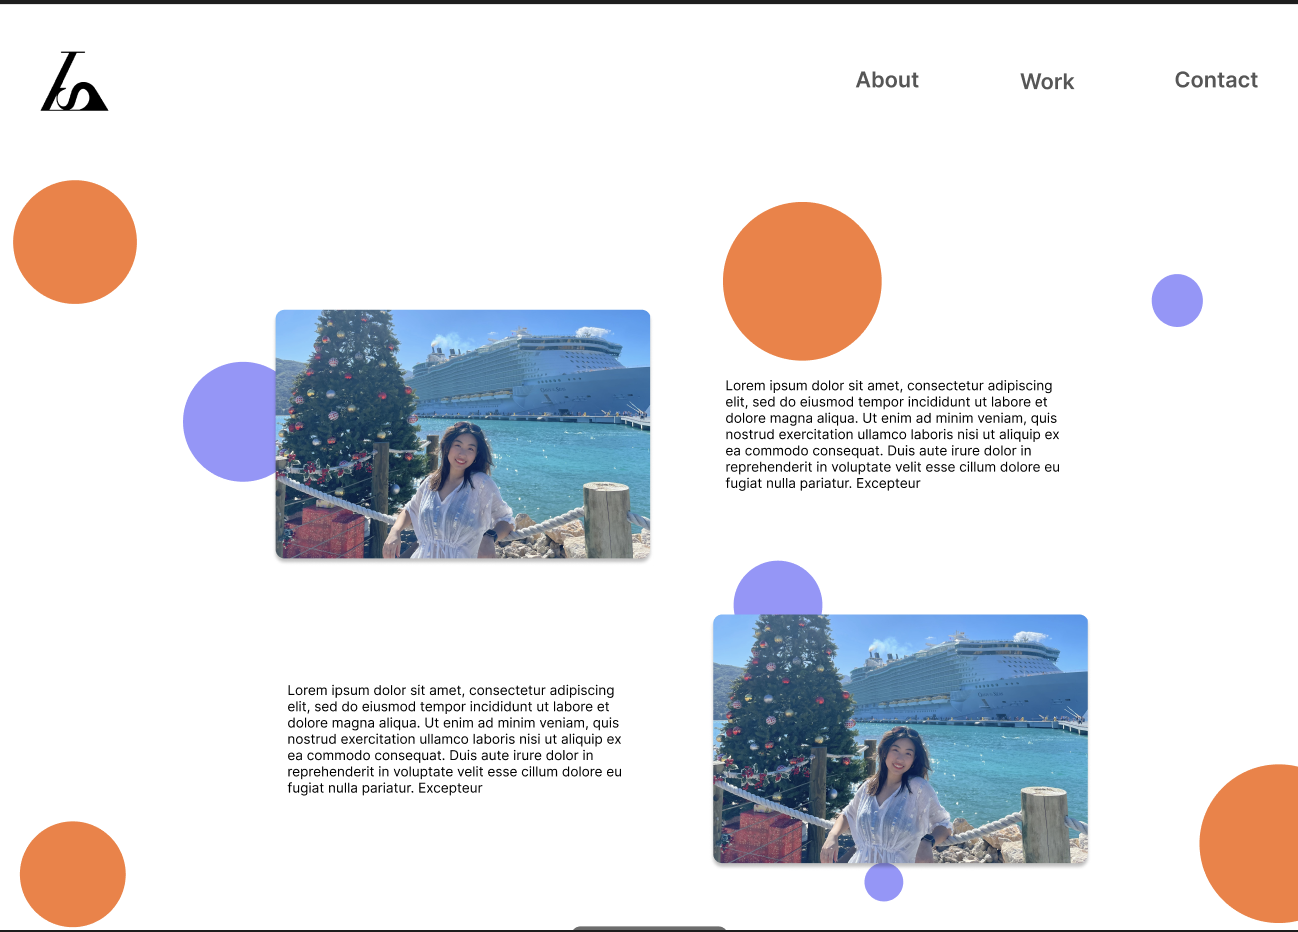 About
Work
Contact
Lorem ipsum dolor sit amet, consectetur adipiscing
elit, sed do eiusmod tempor incididunt ut labore et
dolore magna aliqua. Ut enim ad minim veniam, quis
nostrud exercitation ullamco laboris nisi ut aliquip ex
ea commodo consequat. Duis aute irure dolor in
reprehenderit in voluptate velit esse cillum dolore eu
fugiat nulla pariatur. Excepteur
Lorem ipsum dolor sit amet, consectetur adipiscing
elit, sed do eiusmod tempor incididunt ut labore et
dolore magna aliqua. Ut enim ad minim veniam, quis
nostrud exercitation ullamco laboris nisi ut aliquip ex
ea commodo consequat. Duis aute irure dolor in
reprehenderit in voluptate velit esse cillum dolore eu
fugiat nulla pariatur. Excepteur